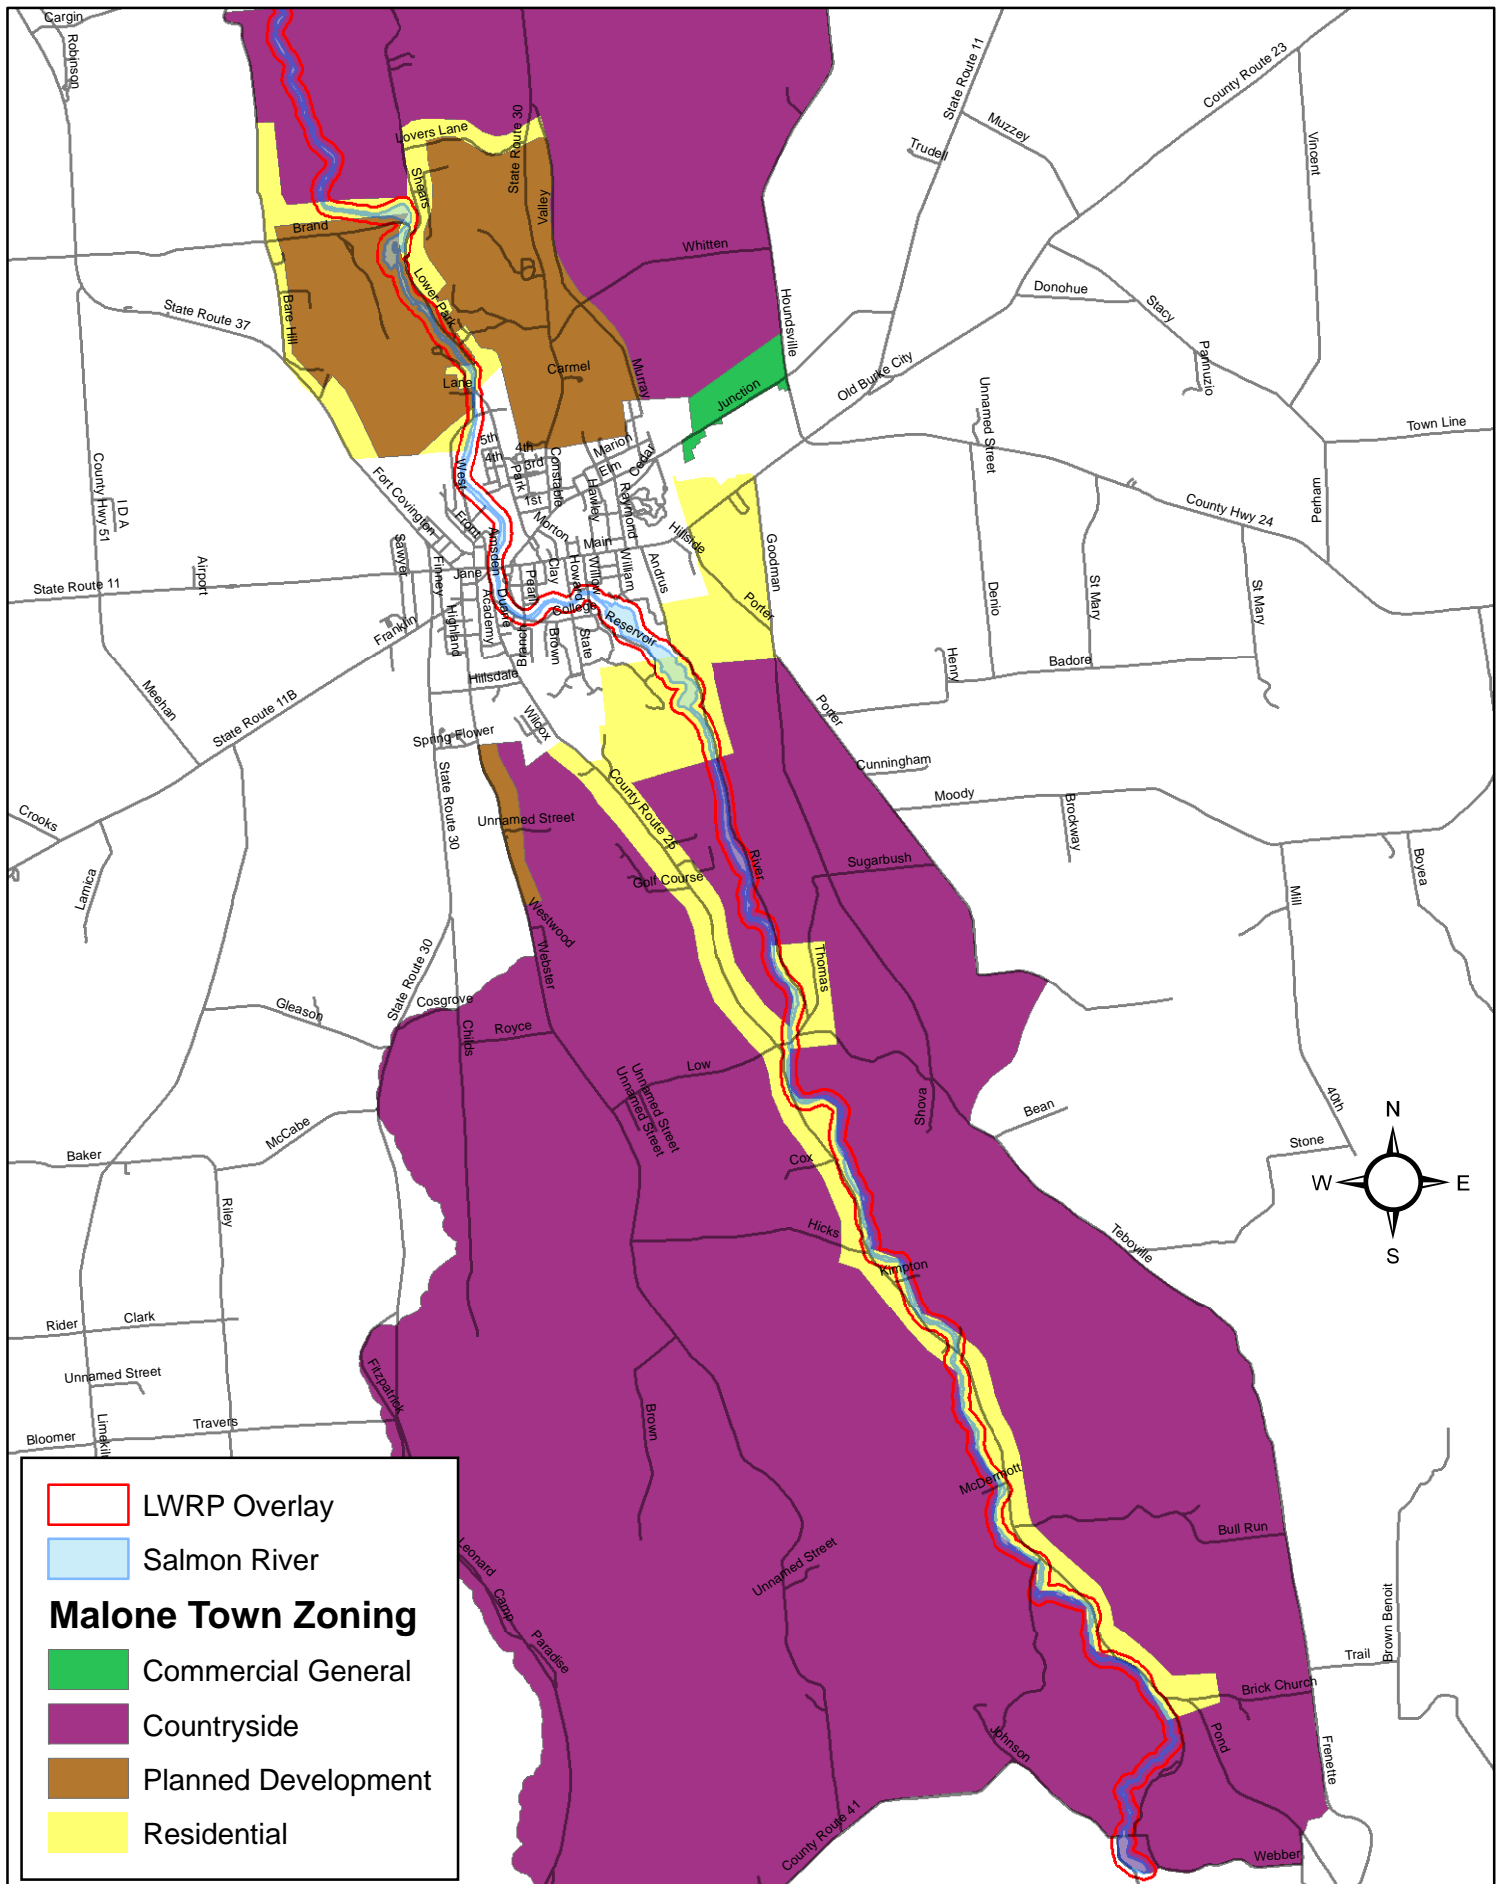 Cargin
Robinson
State Route 11
County Route 23
Muzzey
Trudell
Vincent
Lovers Lane
State Route 30
Shears
Valley
Brand
Whitten
Houndsville
Donohue
Stacy
Pannuzio
State Route 37
Bare Hill
Lower Park
Lane
Carmel
Murray
Junction
Old Burke City
Unnamed Street
Town Line
Perham
County Hwy 24
County Hwy 51
I D A
Fort Covington
West
5th
4th
4th
3rd
Park
1st
Constable
Marion
Elm
Cedar
Hawley
Raymond
Morton
Main
Hillside
Front
Amsden
Sawyer
Finney
Jane
Airport
State Route 11
Pearl
Clay
Howard
Willow
William
Andrus
Goodman
Porter
Denio
St Mary
St Mary
Duane
Academy
Highland
Franklin
College
Reservoir
Branch
Brown
State
Hillsdale
Henry
Badore
Meehan
State Route 11B
Wilcox
Spring Flower
Porter
Cunningham
Moody
Brockway
Crooks
State Route 30
County Route 25
Unnamed Street
River
Sugarbush
Boyea
Lamica
Golf Course
Mill
Westwood
Webster
Thomas
State Route 30
Gleason
Cosgrove
Childs
Royce
Low
Unnamed Street
Unnamed Street
Shova
Bean
40th
Stone
N
W
E
S
McCabe
Baker
Cox
Riley
Hicks
Kimpton
Teboville
Rider
Clark
Unnamed Street
Fitzpatrick
Travers
Bloomer
Brown
McDermott
Bull Run
Unnamed Street
Leonard
Camp
Paradise
Brown Benoit
Trail
Brick Church
Pond
Johnson
Frenette
County Route 41
Webber
LWRP Overlay
Salmon River
Malone Town Zoning
Commercial General
Countryside
Planned Development
Residential